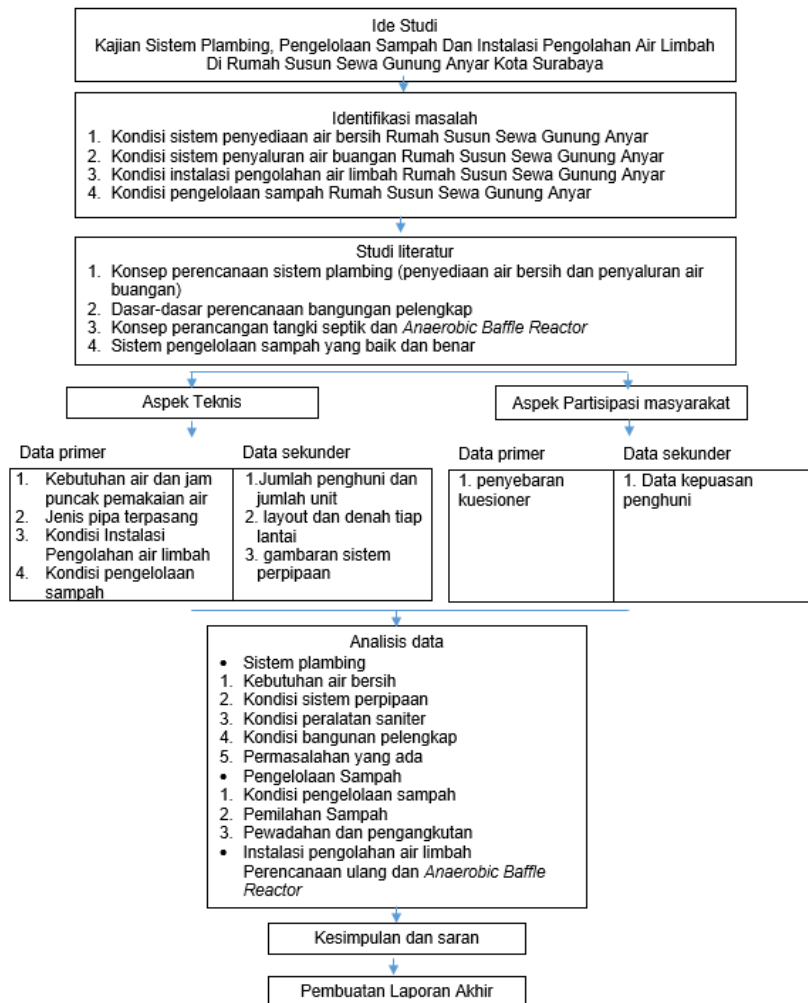 Ide Studi
Kajian Sistem Plambing, Pengelolaan Sampah Dan Instalasi Pengolahan Air Limbah
Di Rumah Susun Sewa Gunung Anyar Kota Surabaya
Identifikasi masalah
1. Kondisi sistem penyediaan air bersih Rumah Susun Sewa Gunung Anyar
2. Kondisi sistem penyaluran air buangan Rumah Susun Sewa Gunung Anyar
3. Kondisi instalasi pengolahan air limbah Rumah Susun Sewa Gunung Anyar
4. Kondisi pengelolaan sampah Rumah Susun Sewa Gunung Anyar
Studi literatur
1. Konsep perencanaan sistem plambing (penyediaan air bersih dan penyaluran air
buangan)
2. Dasar-dasar perencanaan bangungan pelengkap
3. Konsep perancangan tangki septik dan Anaerobic Baffle Reactor
4. Sistem pengelolaan sampah yang baik dan benar
Aspek Teknis
Aspek Partisipasi masyarakat
Data primer
1. Kebutuhan air dan jam
puncak pemakaian air
2. Jenis pipa terpasang
3. Kondisi Instalasi
Pengolahan air limbah
4. Kondisi pengelolaan
sampah
Data sekunder
1.Jumlah penghuni dan
jumlah unit
2. layout dan denah tiap
lantai
3. gambaran sistem
perpipaan
Data primer
1. penyebaran
kuesioner
Data sekunder
1. Data kepuasan
penghuni
Analisis data
• Sistem plambing
1. Kebutuhan air bersih
2. Kondisi sistem perpipaan
3. Kondisi peralatan saniter
4. Kondisi bangunan pelengkap
5. Permasalahan yang ada
• Pengelolaan Sampah
1. Kondisi pengelolaan sampah
2. Pemilahan Sampah
3. Pewadahan dan pengangkutan
• Instalasi pengolahan air limbah
Perencanaan ulang dan Anaerobic Baffle
Reactor
Kesimpulan dan saran
Pembuatan Laporan Akhir